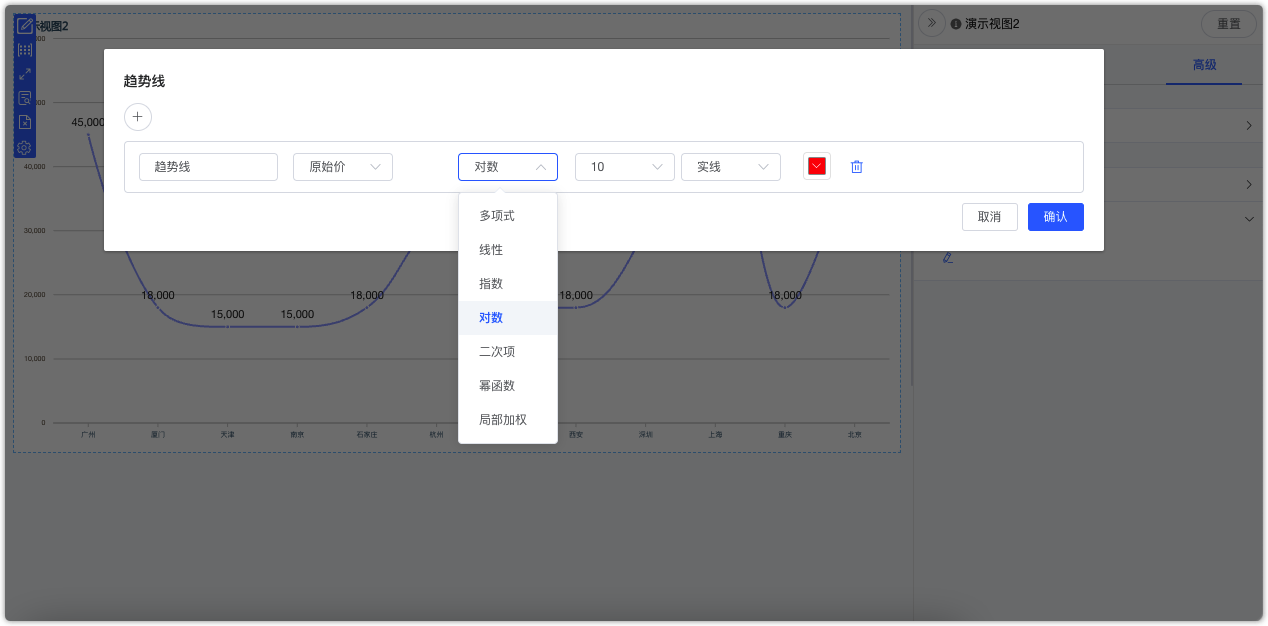 示视图2
演示视图2
重置
高级
趋势线
趋势线
原始价
对数
10
实线
取消
确认
多项式
线性
指数
对数
二次项
幂函数
局部加权
45,000
40,000
30,000
20,000
10,000
0
18,000
15,000
15,000
18,000
18,000
18,000
广州
厦门
天津
南京
石家庄
杭州
西安
深圳
上海
重庆
北京